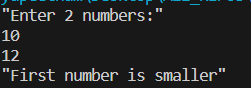 "Enter 2 numbers:"
10
12
"First number is smaller"